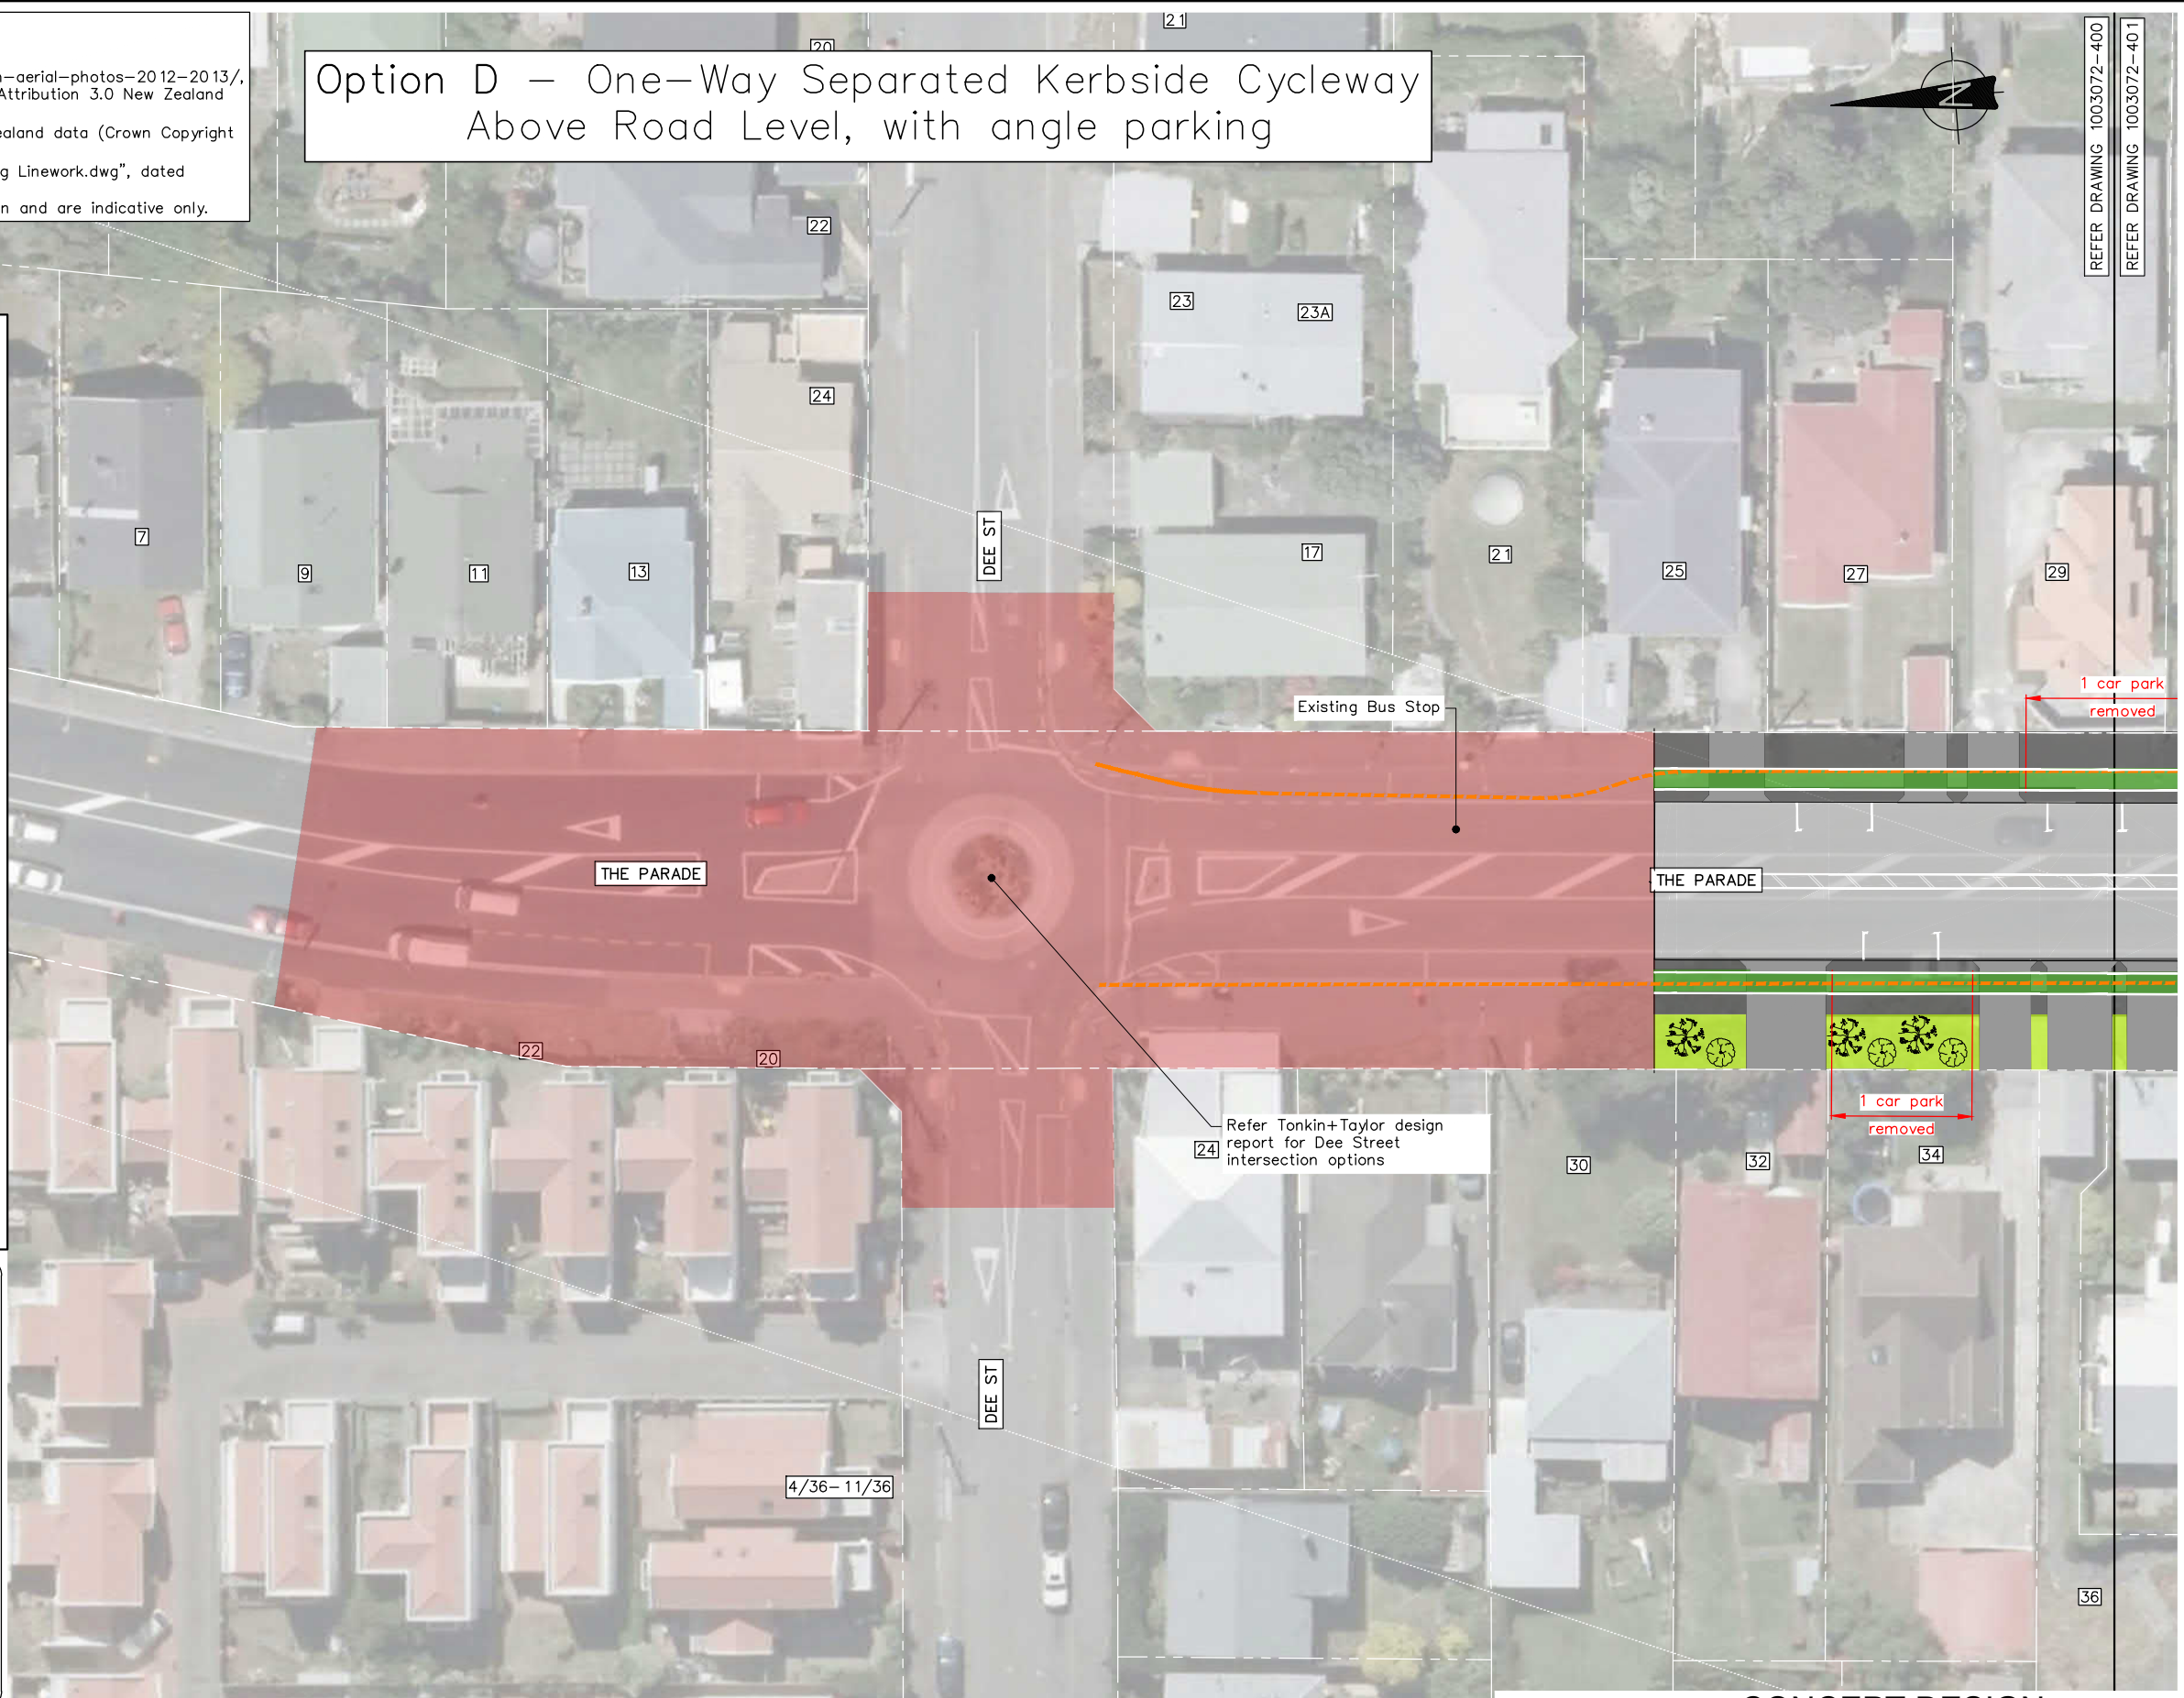 n-aerial-photos-2012-2013/,
Attribution 3.0 New Zealand
ealand data (Crown Copyright
g Linework.dwg", dated
n and are indicative only.
Option D - One-Way Separated Kerbside Cycleway
Above Road Level, with angle parking
20
21
N
REFER DRAWING 1003072-400
REFER DRAWING 1003072-401
22
23
23A
24
DEE ST
7
9
11
13
17
21
25
27
29
1 car park
removed
Existing Bus Stop
THE PARADE
THE PARADE
22
20
1 car park
removed
Refer Tonkin+Taylor design
report for Dee Street
intersection options
24
30
32
34
DEE ST
4/36-11/36
36
CONCEPT DESIGN